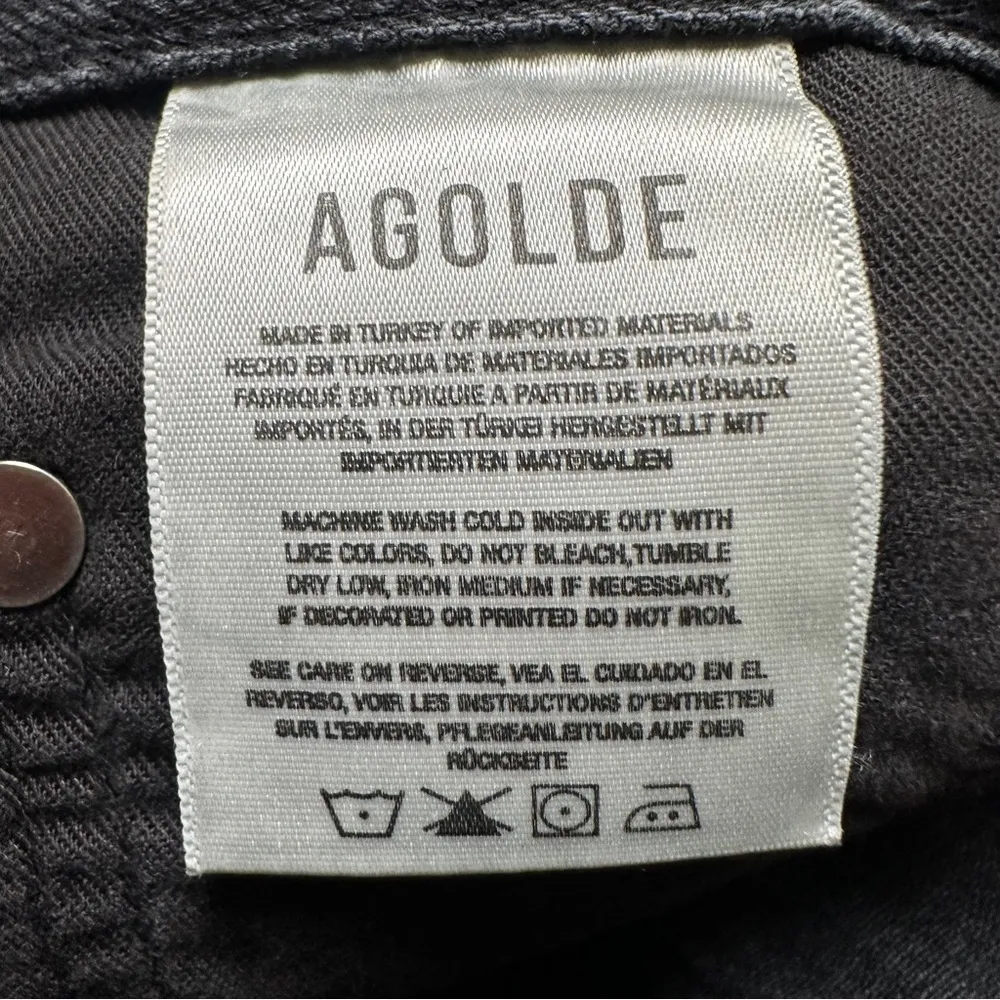 AGOLDE
MADE IN TURKEY OF IMPORTED MATERIALS
HECHO EN TURQUIA DE MATERIALES IMPORTADOS
FABRIQUÉ EN TURQUIE A PARTIR DE MATÉRIAUX
IMPORTÉS, IN DER TÜRKEI HERGESTELLT MIT
IMPORTIERTEN MATERIALIEN
MACHINE WASH COLD INSIDE OUT WITH
LIKE COLORS, DO NOT BLEACH,TUMBLE
DRY LOW, IRON MEDIUM IF NECESSARY,
IF DECORATED OR PRINTED DO NOT IRON.
SEE CARE ON REVERSE, VEA EL CUIDADO EN EL
REVERSO, VOIR LES INSTRUCTIONS D'ENTRETIEN
SUR L'ENVERS, PFLEGEANLEITUNG AUF DER
RÜCKSEITE